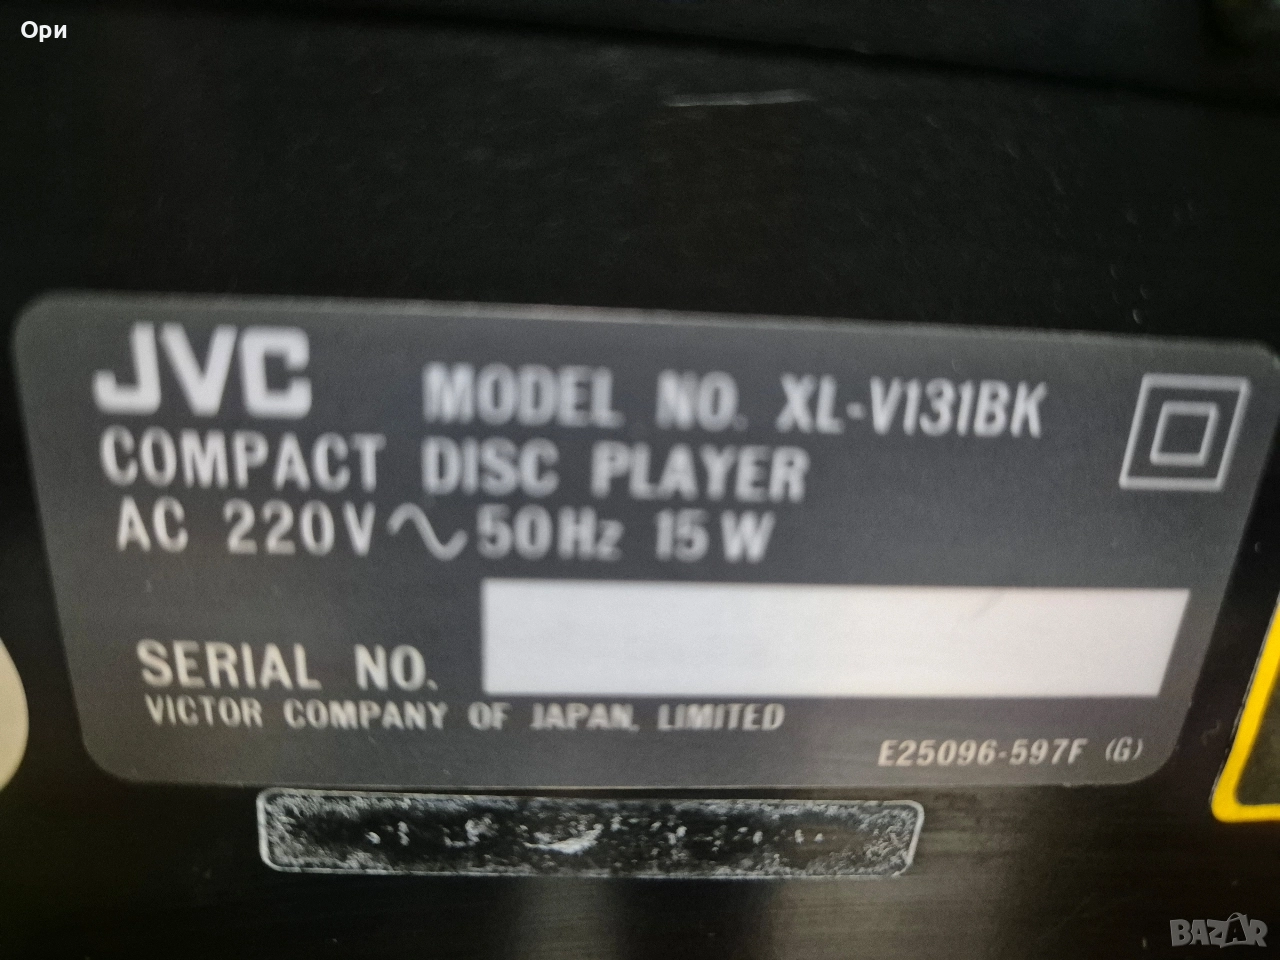 Ори
JVC
MODEL NO. XL-V131BK
COMPACT DISC PLAYER
AC 220V ~ 50Hz 15W
SERIAL NO.
VICTOR COMPANY OF JAPAN, LIMITED
E25096-597F (G)
BAZAR